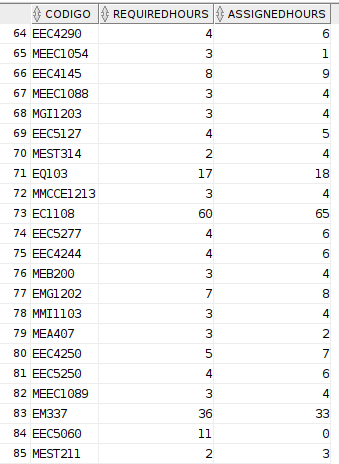 CODIGO REQUIREDHOURS ASSIGNEDHOURS
64 EEC4290 4 6
65 MEEC1054 3 1
66 EEC4145 8 9
67 MEEC1088 3 4
68 MGI1203 3 4
69 EEC5127 4 5
70 MEST314 2 4
71 EQ103 17 18
72 MMCCE1213 3 4
73 EC1108 60 65
74 EEC5277 4 6
75 EEC4244 4 6
76 MEB200 3 4
77 EMG1202 7 8
78 MMI1103 3 4
79 MEA407 3 2
80 EEC4250 5 7
81 EEC5250 4 6
82 MEEC1089 3 4
83 EM337 36 33
84 EEC5060 11 0
85 MEST211 2 3